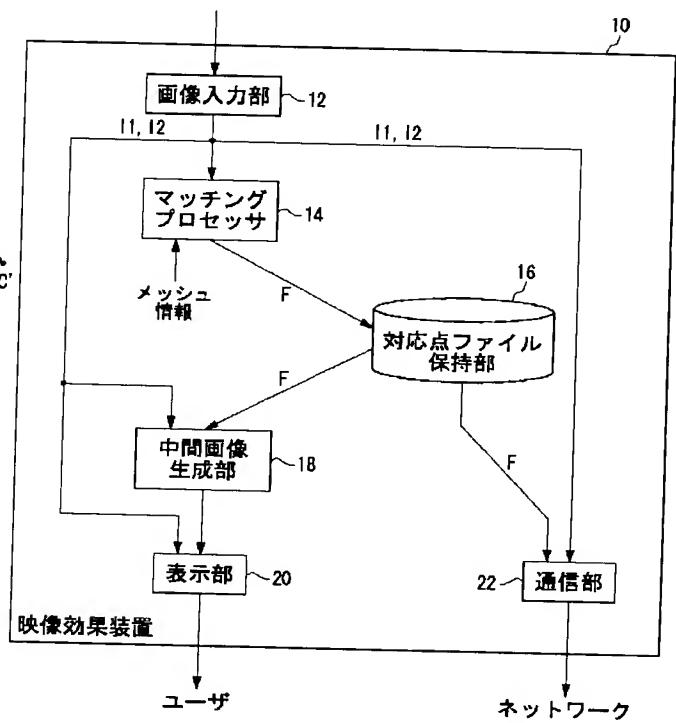 10
画像入力部
12
I1, I2
I1, I2
マッチング
プロセッサ
14
C'
メッシュ
情報
F
16
対応点ファイル
保持部
F
中間画像
生成部
18
F
表示部
20
22
通信部
映像効果装置
ユーザ
ネットワーク